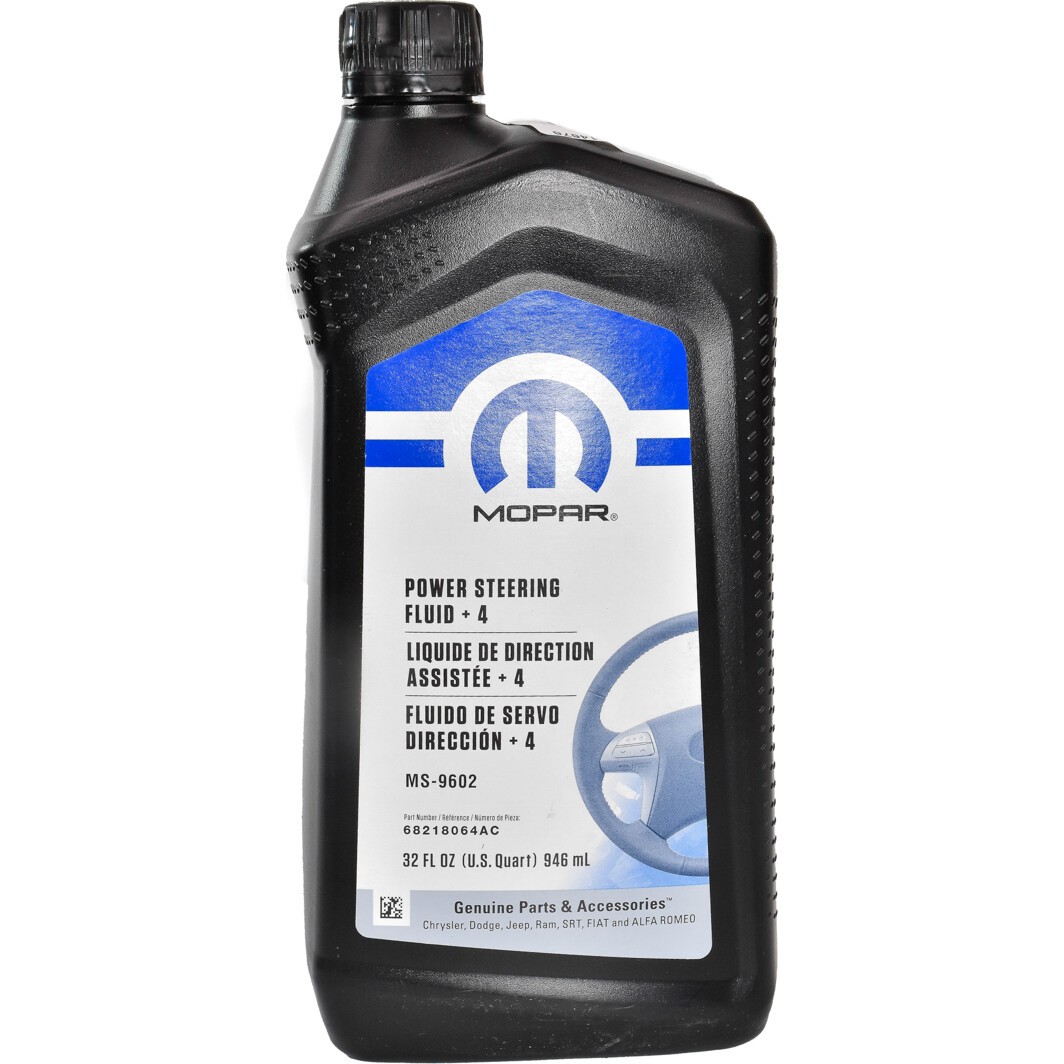 MOPAR®
POWER STEERING
FLUID + 4
LIQUIDE DE DIRECTION
ASSISTÉE + 4
FLUIDO DE SERVO
DIRECCIÓN + 4
MS-9602
Part Number / Référence / Número de Pieza:
68218064AC
32 FL OZ (U.S. Quart) 946 mL
Genuine Parts & Accessories™
Chrysler, Dodge, Jeep, Ram, SRT, FIAT and ALFA ROMEO